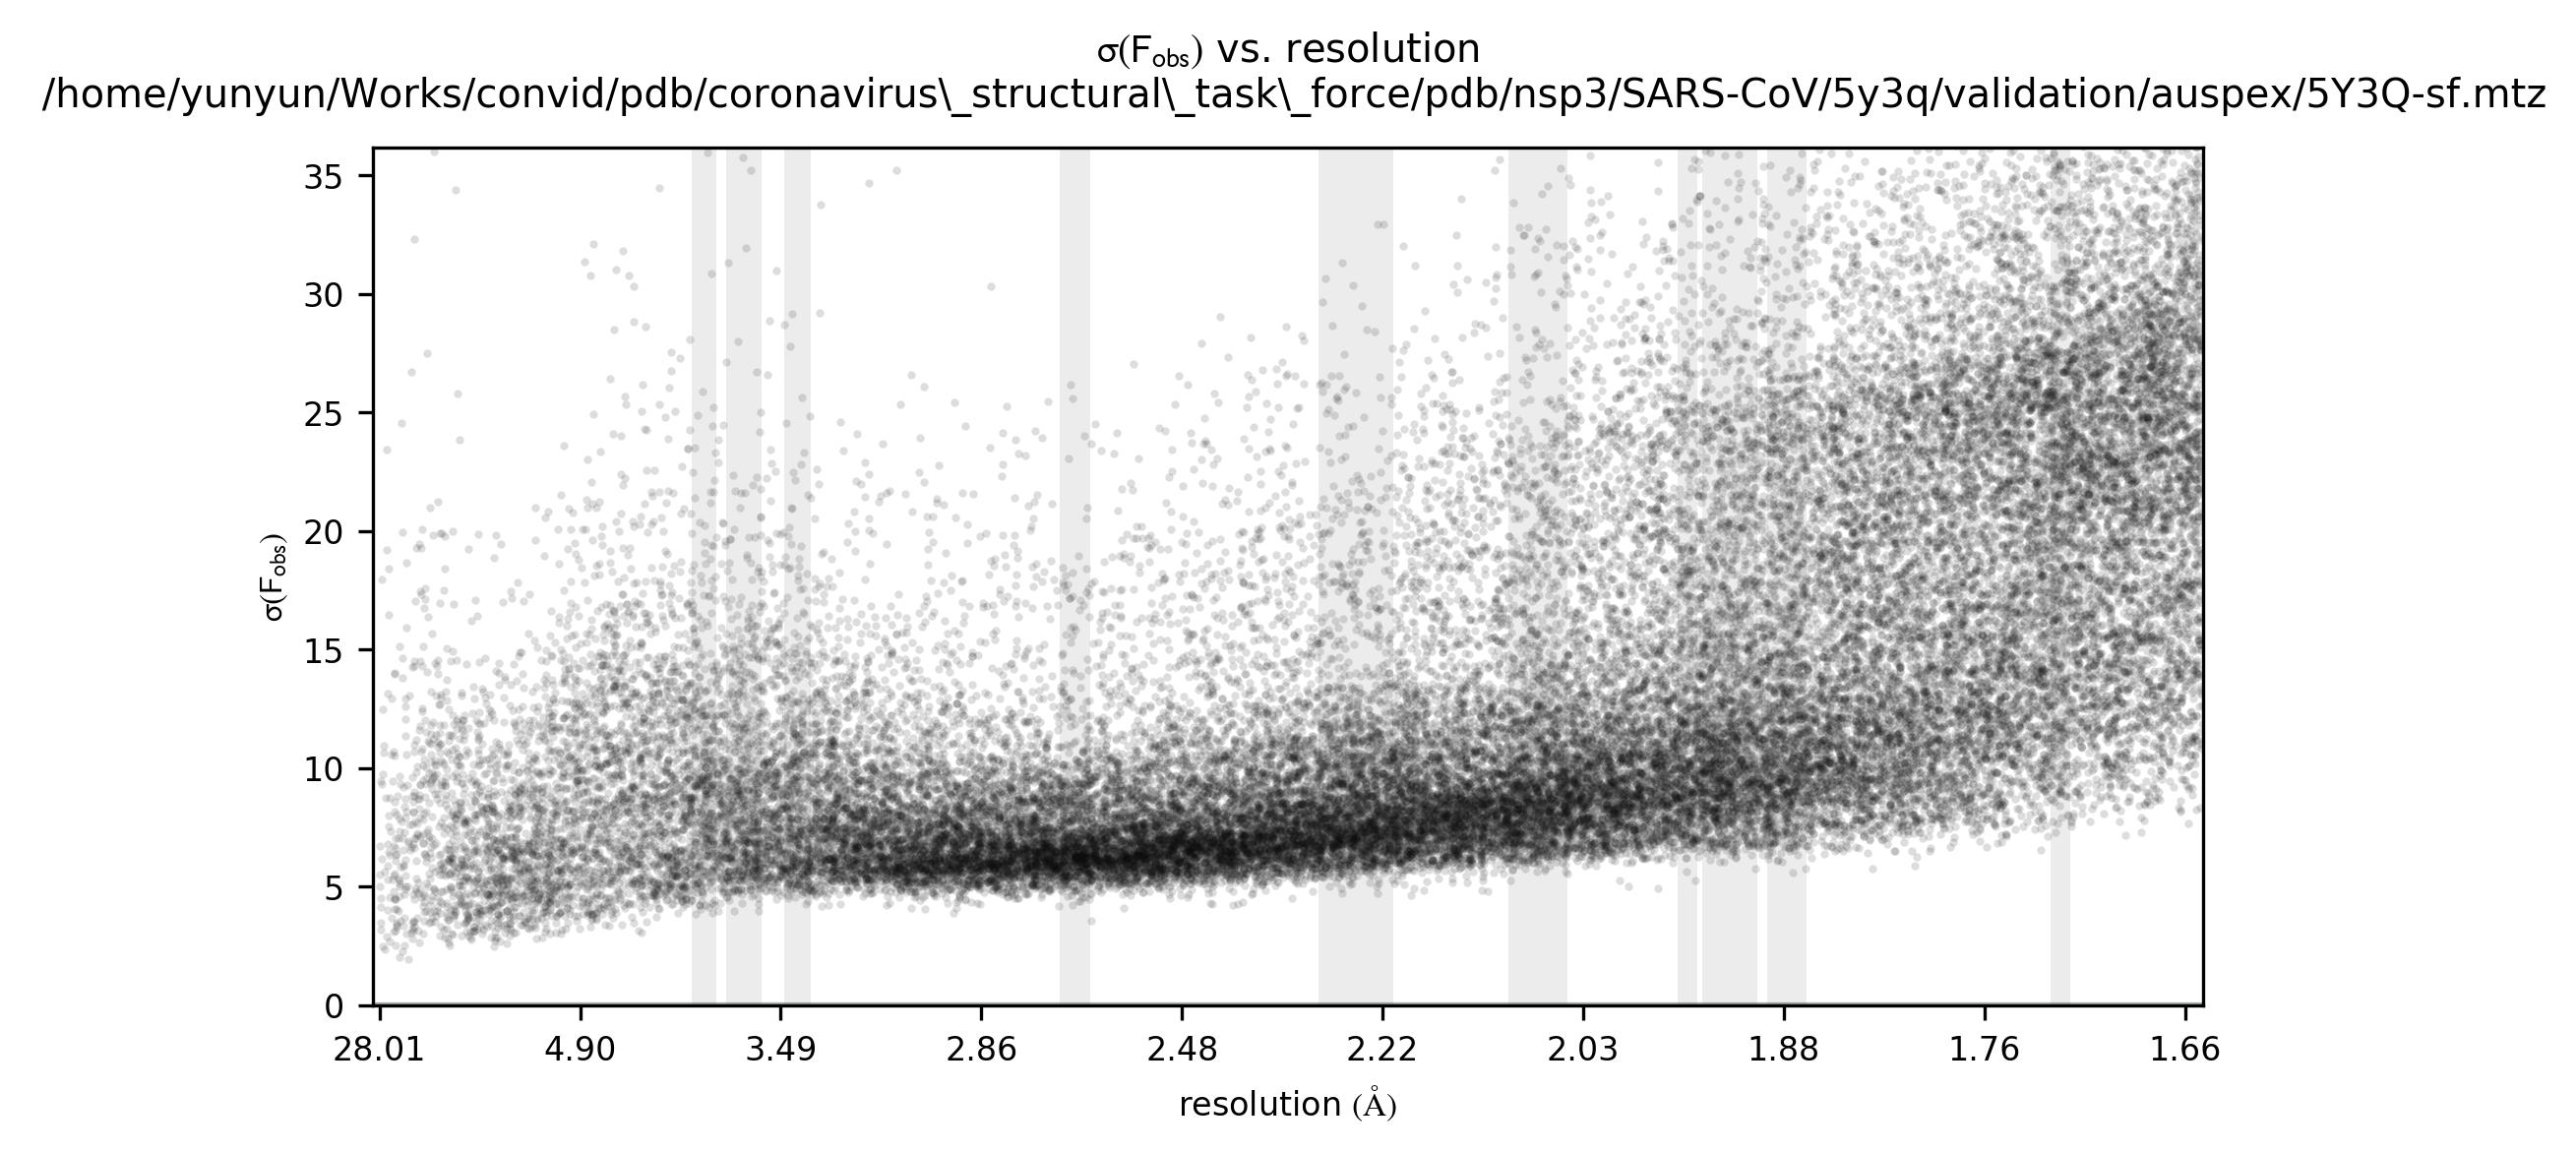 σ(Fobs) vs. resolution
/home/yunyun/Works/convid/pdb/coronavirus\_structural\_task\_force/pdb/nsp3/SARS-CoV/5y3q/validation/auspex/5Y3Q-sf.mtz
σ(Fobs)
35
30
25
20
15
10
5
0
28.01 4.90 3.49 2.86 2.48 2.22 2.03 1.88 1.76 1.66
resolution (Å)